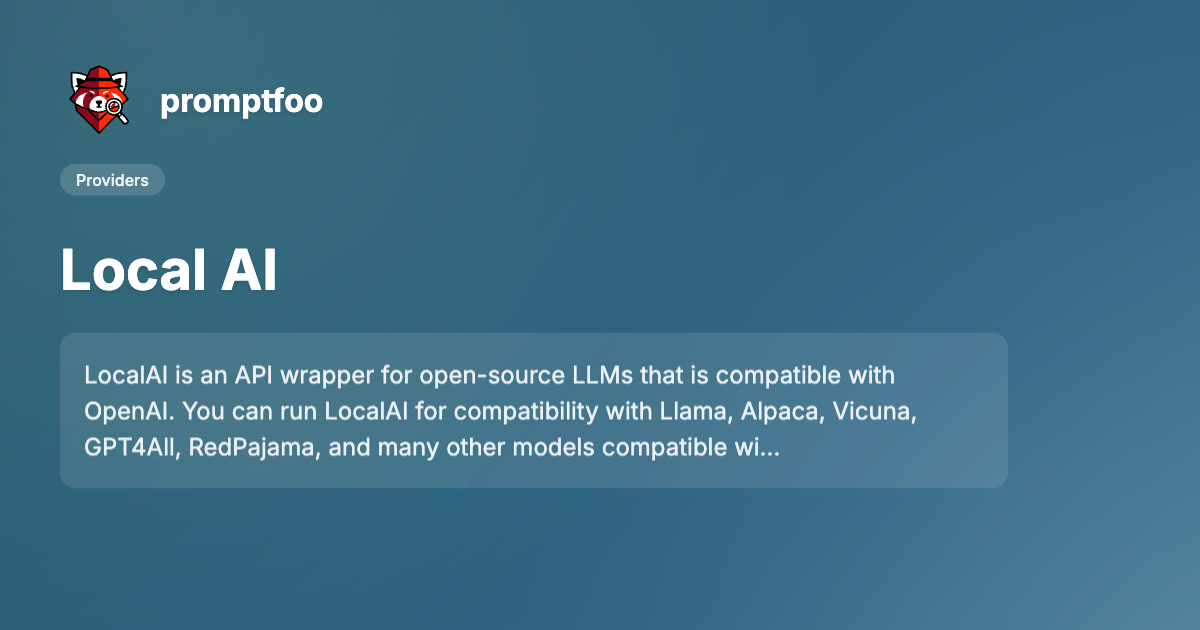 promptfoo
Providers
Local AI
LocalAI is an API wrapper for open-source LLMs that is compatible with
OpenAI. You can run LocalAI for compatibility with Llama, Alpaca, Vicuna,
GPT4All, RedPajama, and many other models compatible wi...